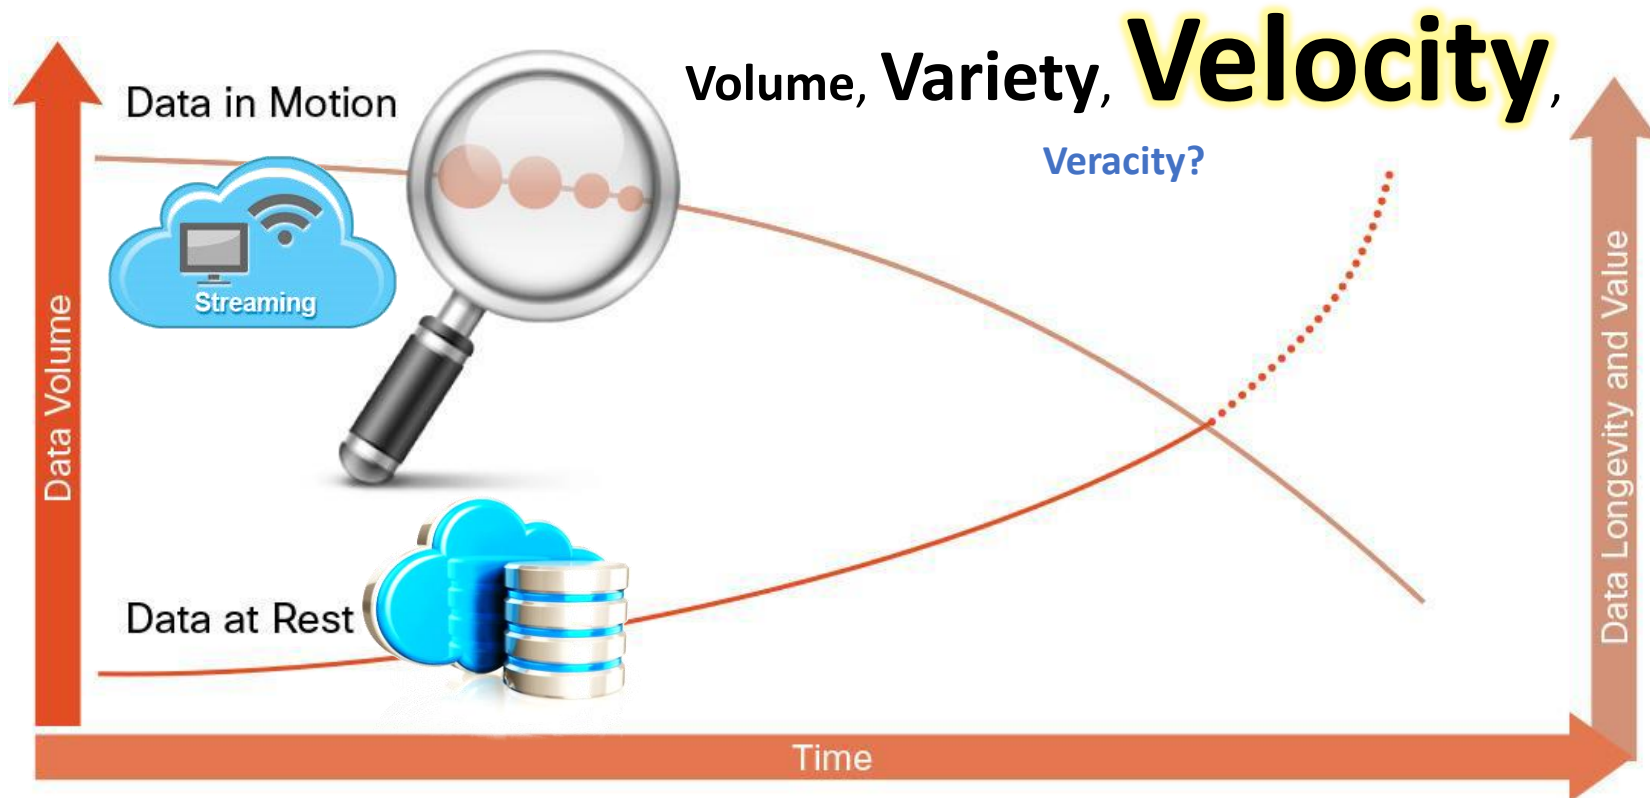 Volume, Variety, Velocity,
Veracity?
Data in Motion
Streaming
Data Volume
Data Longevity and Value
Data at Rest
Time